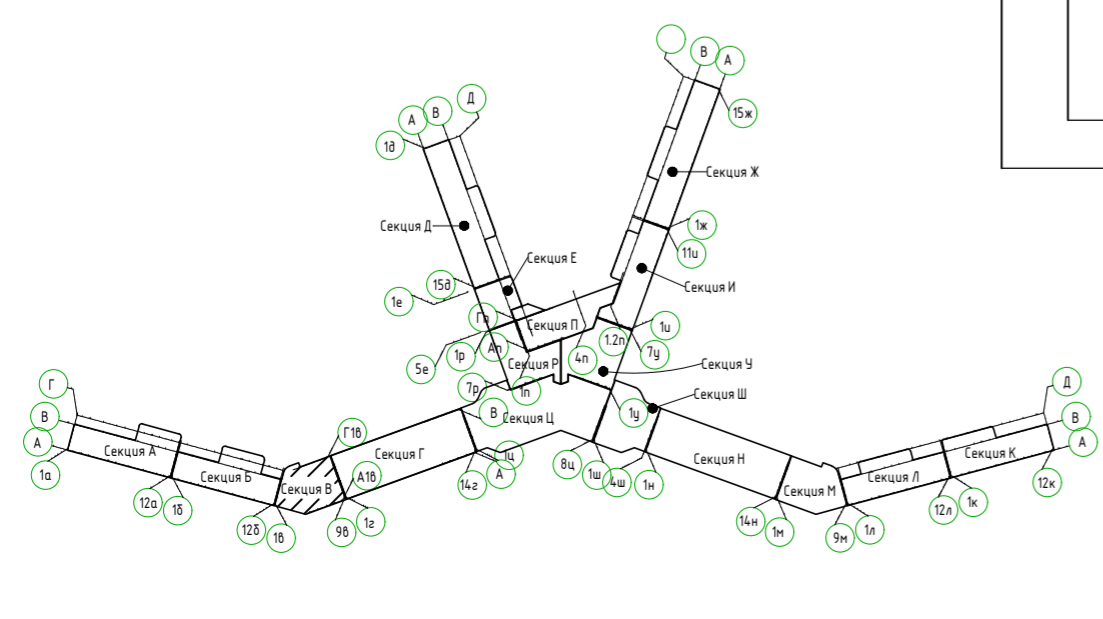 В
А
Д
А
В
15ж
1д
Секция Ж
Секция Д
1ж
Секция Е
11и
15д
Секция И
1е
Гп
Секция П
1и
1.2п
Ап
1р
4п
7у
5е
Секция Р
Секция У
7р
1п
Г
Д
Секция Ш
В
В
Секция Ц
1у
В
Г1в
А
А
Секция А
Секция Г
1ц
Секция К
1а
Секция Б
А1в
14г
А
8ц
1ш
4ш
1н
Секция Н
Секция Л
12к
Секция В
Секция М
12а
1б
12л
1к
12б
1в
9в
1г
14н
1м
9м
1л